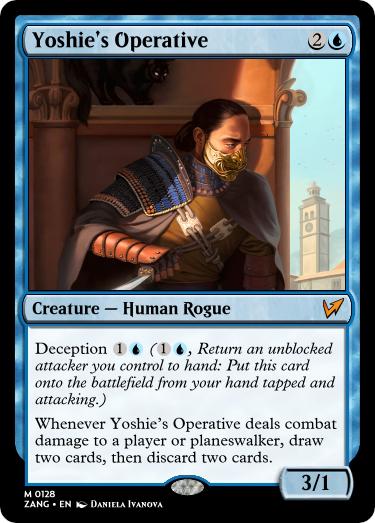 Yoshie's Operative 2
Creature — Human Rogue
Deception 1 (1, Return an unblocked
attacker you control to hand: Put this card
onto the battlefield from your hand tapped and
attacking.)
Whenever Yoshie's Operative deals combat
damage to a player or planeswalker, draw
two cards, then discard two cards.
3/1
M 0128
ZANG • EN Daniela Ivanova